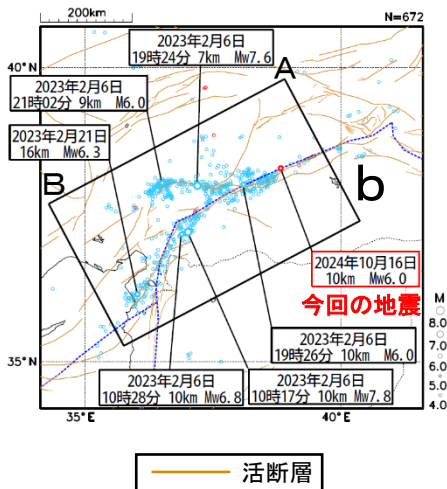 200km
N=672
40°N
2023年2月6日
19時24分 7km Mw7.6
A
2023年2月6日
21時02分 9km M6.0
2023年2月21日
16km Mw6.3
B
b
2024年10月16日
10km Mw6.0
今回の地震
M
8.0
7.0
6.0
5.0
4.0
2023年2月6日
19時26分 10km M6.0
35°N
2023年2月6日
10時28分 10km Mw6.8
2023年2月6日
10時17分 10km Mw7.8
35°E
40°E
活断層